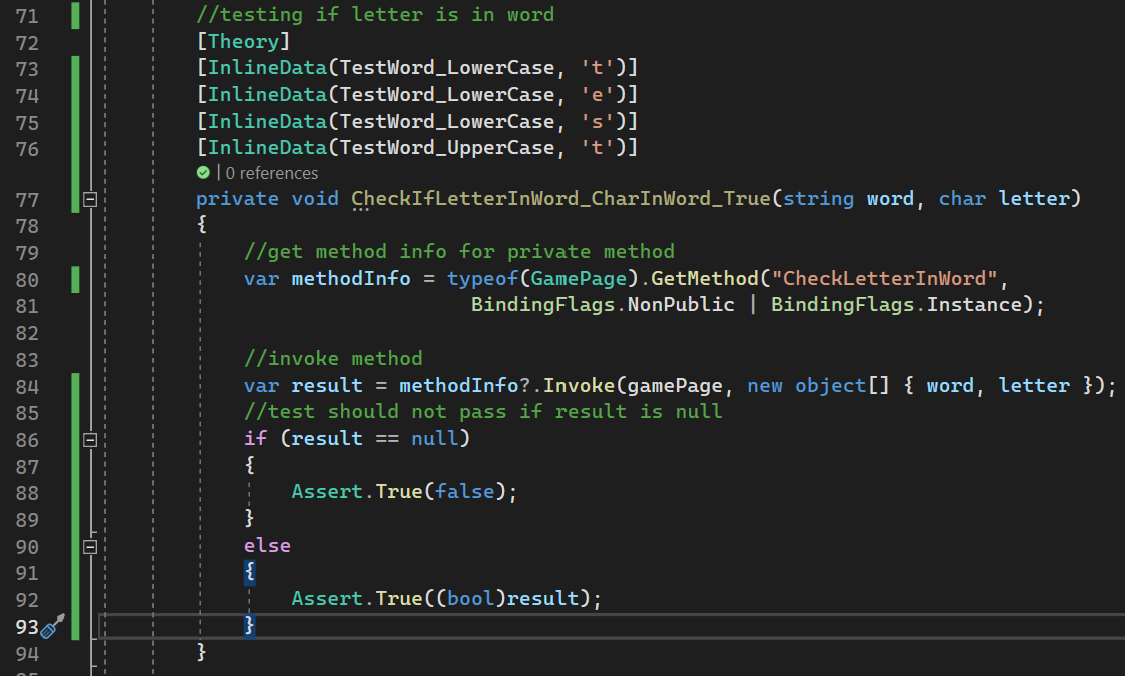 71 //testing if letter is in word
72 [Theory]
73 [InlineData(TestWord_LowerCase, 't')]
74 [InlineData(TestWord_LowerCase, 'e')]
75 [InlineData(TestWord_LowerCase, 's')]
76 [InlineData(TestWord_UpperCase, 't')]
| 0 references
77 private void CheckIfLetterInWord_CharInWord_True(string word, char letter)
78 {
79 //get method info for private method
80 var methodInfo = typeof(GamePage).GetMethod("CheckLetterInWord",
81 BindingFlags.NonPublic | BindingFlags.Instance);
82
83 //invoke method
84 var result = methodInfo?.Invoke(gamePage, new object[] { word, letter });
85 //test should not pass if result is null
86 if (result == null)
87 {
88 Assert.True(false);
89 }
90 else
91 {
92 Assert.True((bool)result);
93 }
94 }